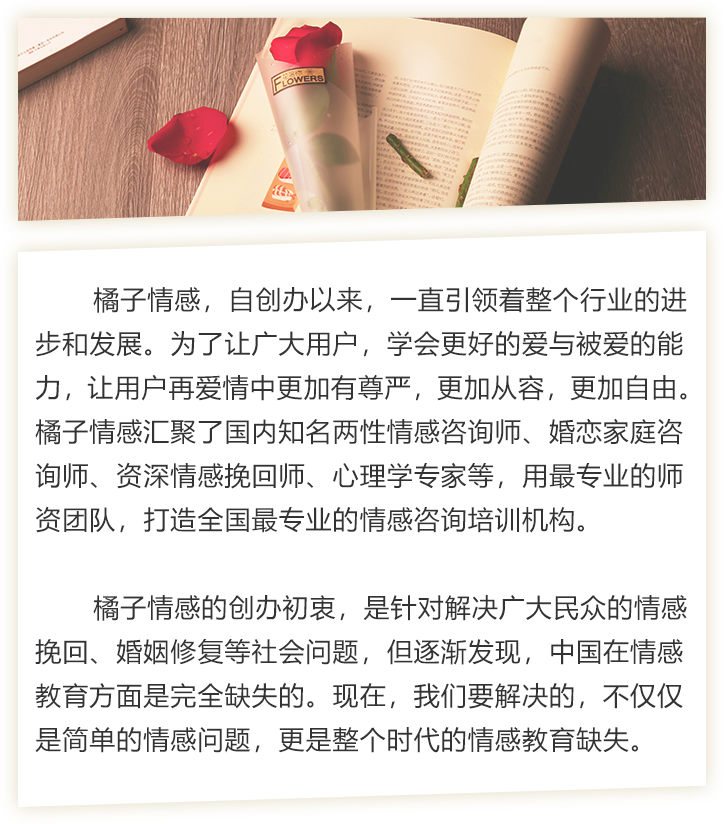 FLOWERS
橘子情感，自创办以来，一直引领着整个行业的进
步和发展。为了让广大用户，学会更好的爱与被爱的能
力，让用户再爱情中更加有尊严，更加从容，更加自由。
橘子情感汇聚了国内知名两性情感咨询师、婚恋家庭咨
询师、资深情感挽回师、心理学专家等，用最专业的师
资团队，打造全国最专业的情感咨询培训机构。
橘子情感的创办初衷，是针对解决广大民众的情感
挽回、婚姻修复等社会问题，但逐渐发现，中国在情感
教育方面是完全缺失的。现在，我们要解决的，不仅仅
是简单的情感问题，更是整个时代的情感教育缺失。